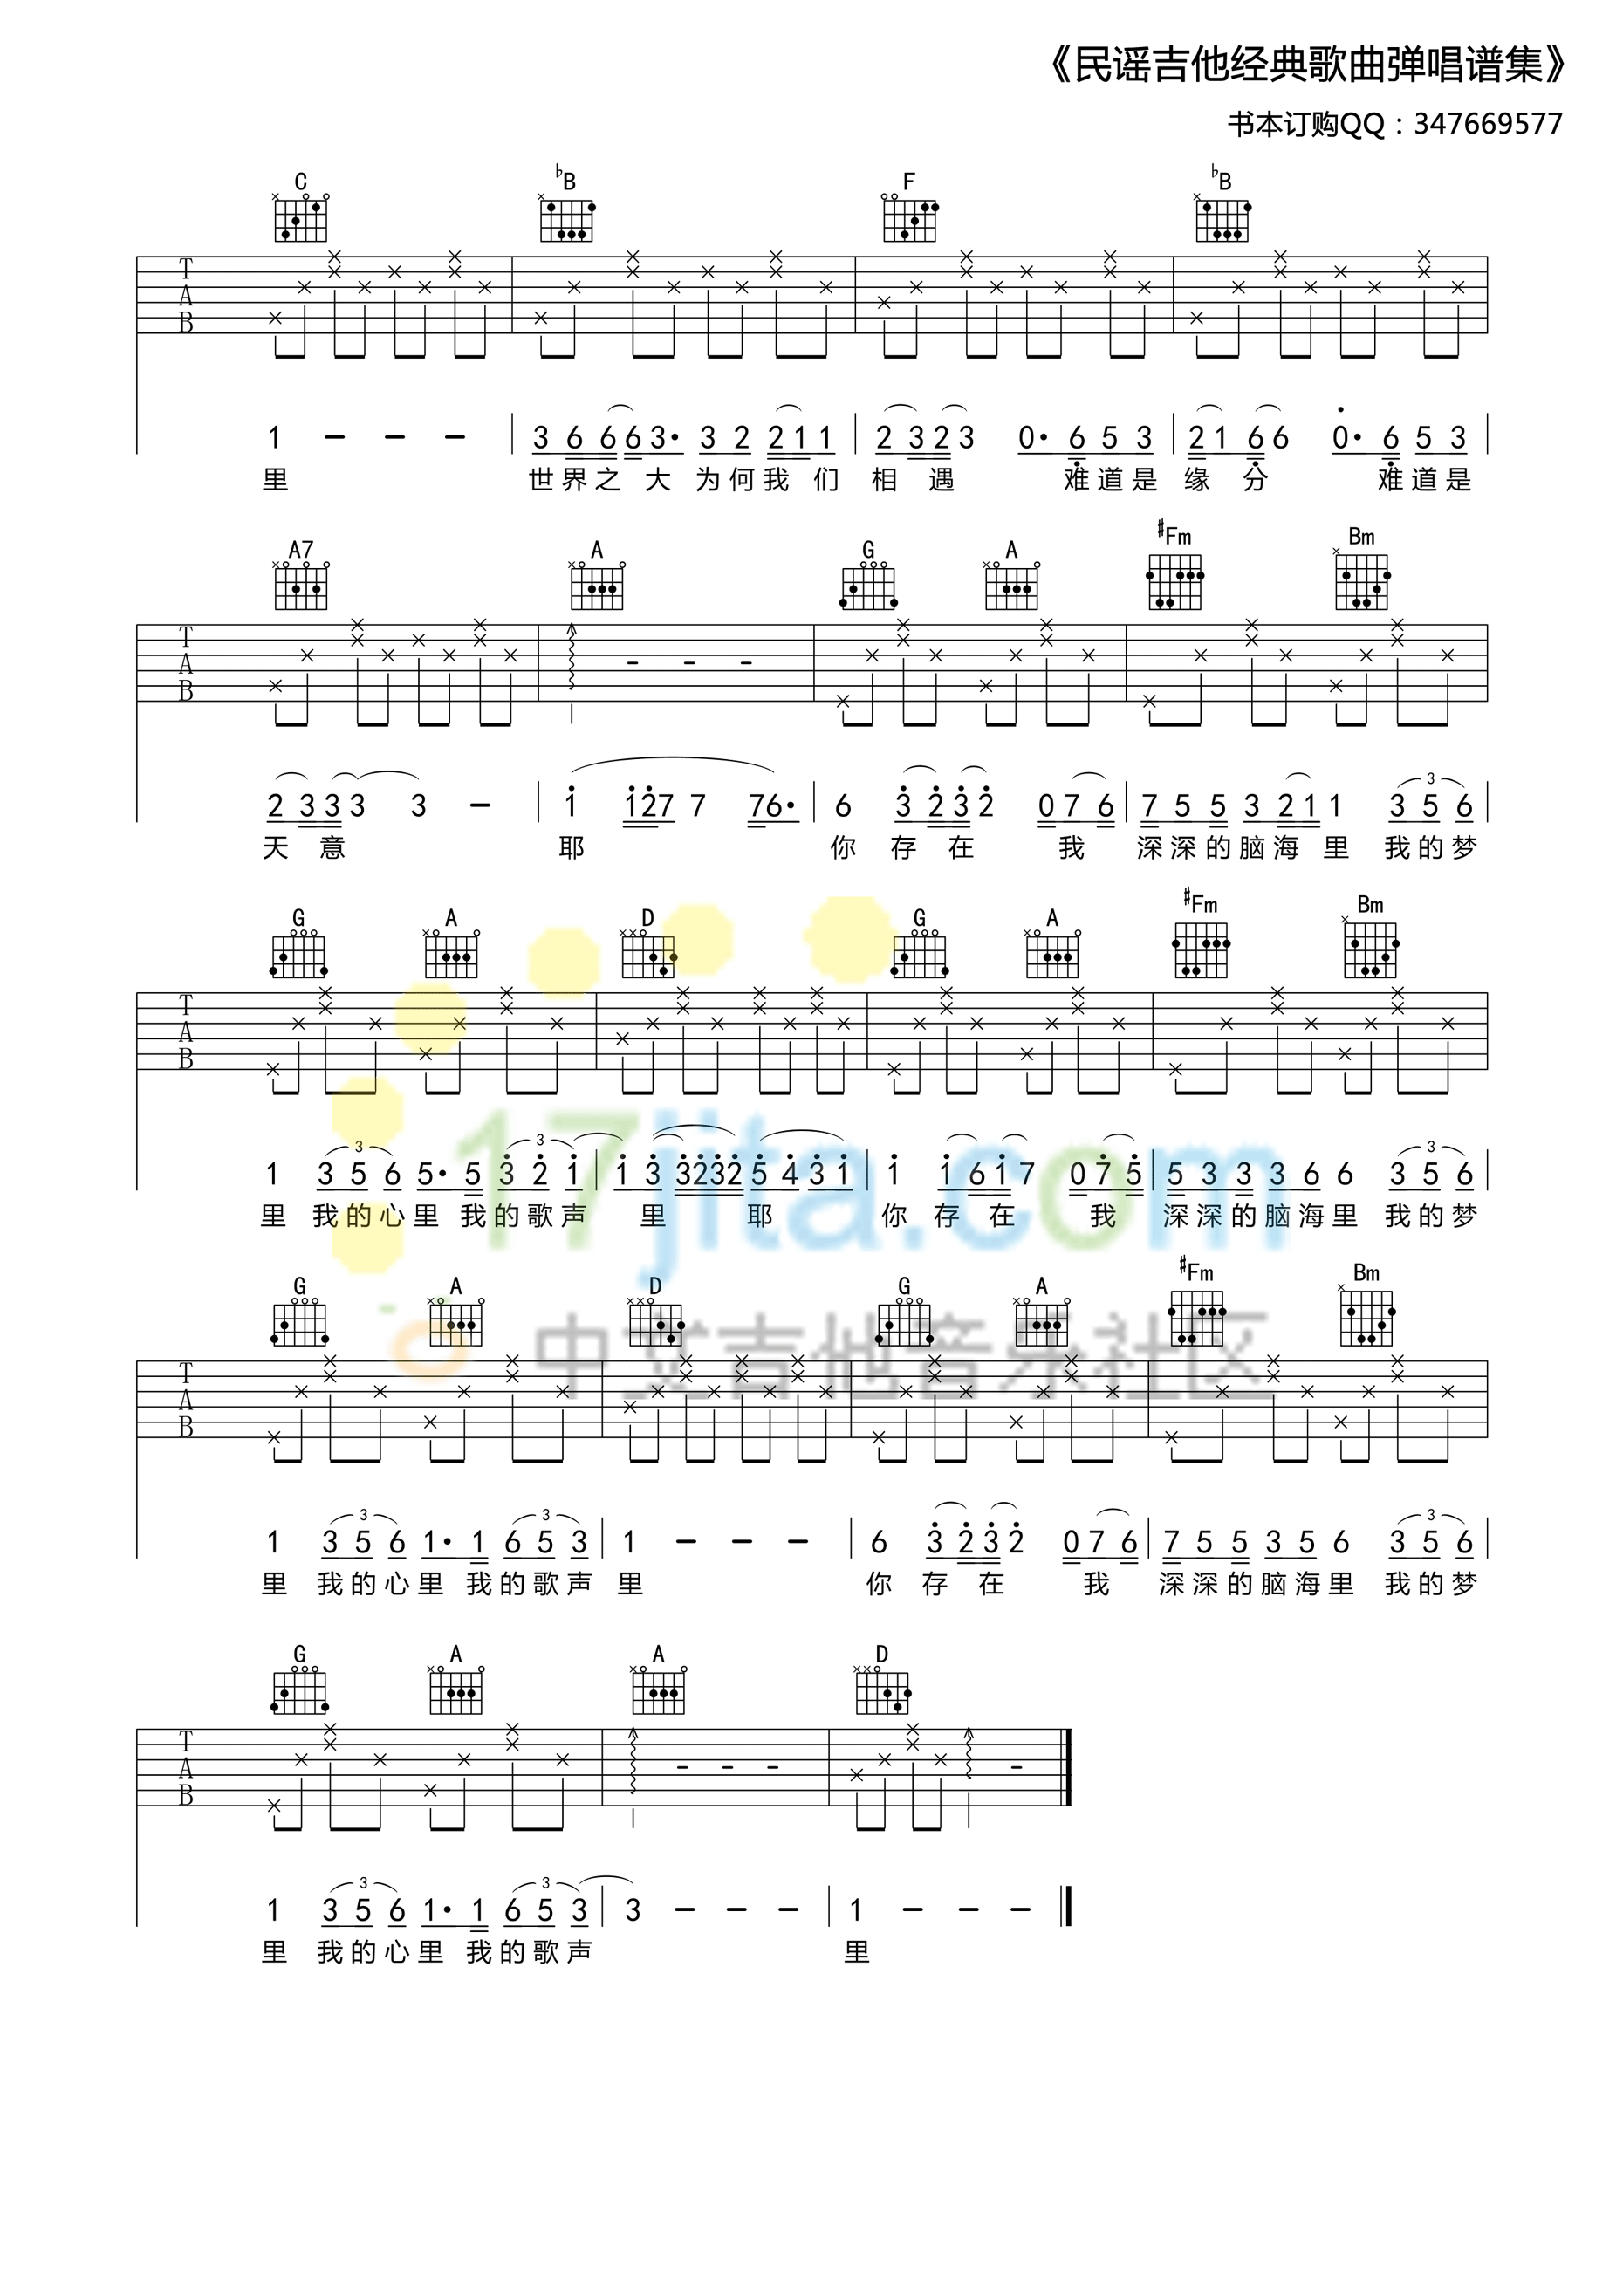 《民谣吉他经典歌曲弹唱谱集》
书本订购QQ：347669577
C ♭B F ♭B
T
A
B
1 - - - | 3 6 6 6 3· 3 2 2 1 1 | 2 3 2 3 0· 6 5 3 | 2 1 6 6 0· 6 5 3 |
里 世界之大为何我们相遇 难道是缘分 难道是
A7 A G A #Fm Bm
T
A
B
2 3 3 3 3 - | 1 1 2 7 7 7 6· | 6 3 2 3 2 0 7 6 | 7 5 5 3 2 1 1 3 5 6 |
天意 耶 你存在 我深深的脑海里 我的梦
G A D G A #Fm Bm
T
A
B
1 3 5 6 5· 5 3 2 1 | 1 3 3 2 3 2 5 4 3 1 | 1 1 6 1 7 0 7 5 | 5 3 3 3 6 6 3 5 6 |
里 我的心里 我的歌声 里 耶 你存在 我深深的脑海里 我的梦
17jita.com
中文吉他音乐社区
G A D G A #Fm Bm
T
A
B
1 3 5 6 1· 1 6 5 3 | 1 - - - | 6 3 2 3 2 0 7 6 | 7 5 5 3 5 6 3 5 6 |
里 我的心里 我的歌声里 你存在 我深深的脑海里 我的梦
G A A D
T
A
B
1 3 5 6 1· 1 6 5 3 | 3 - - - | 1 - - -
里 我的心里 我的歌声 里